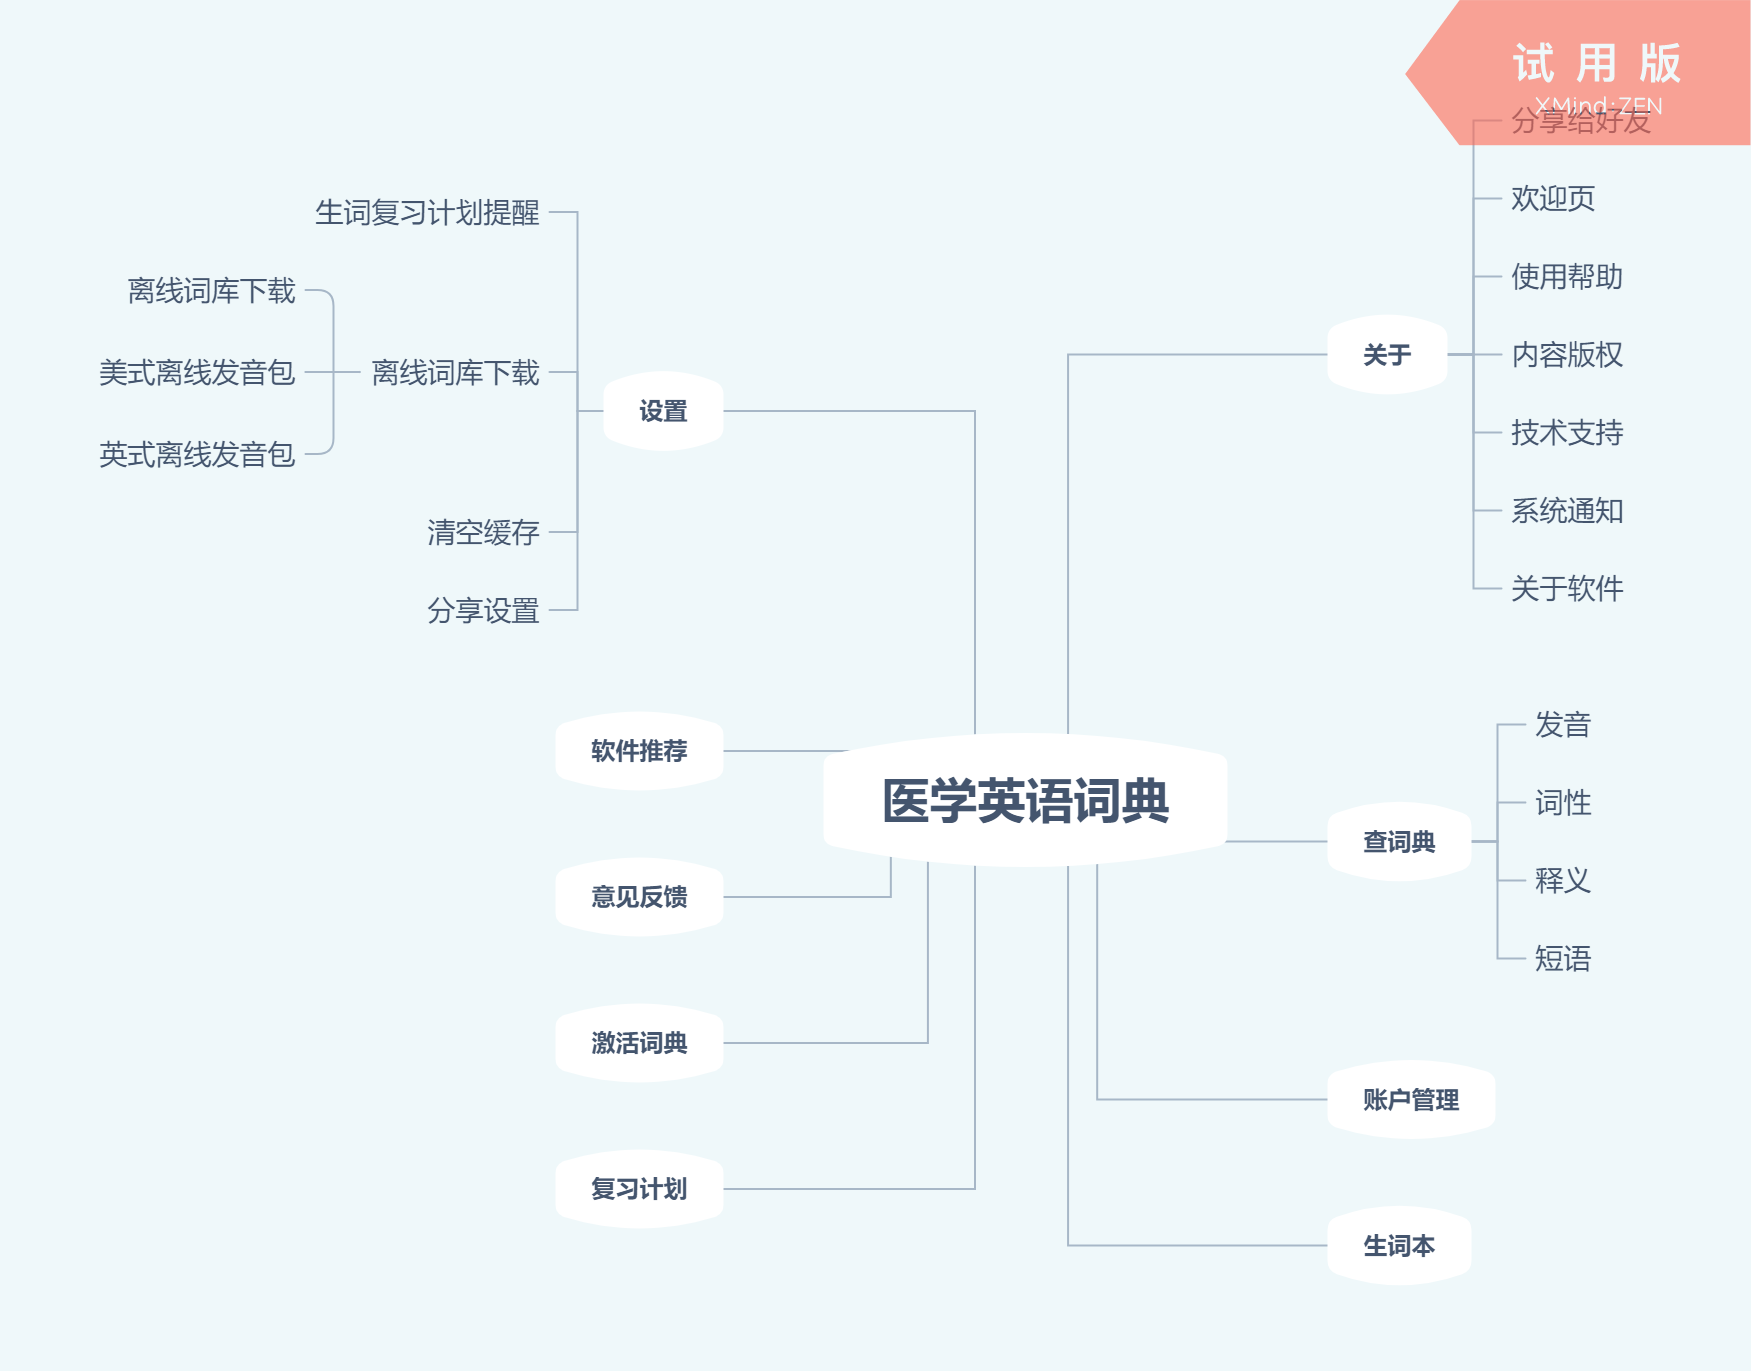 试用版
XMind:ZEN
分享给好友
欢迎页
使用帮助
关于
内容版权
技术支持
系统通知
关于软件
生词复习计划提醒
离线词库下载
美式离线发音包
离线词库下载
英式离线发音包
设置
清空缓存
分享设置
软件推荐
医学英语词典
意见反馈
激活词典
复习计划
查词典
发音
词性
释义
短语
账户管理
生词本